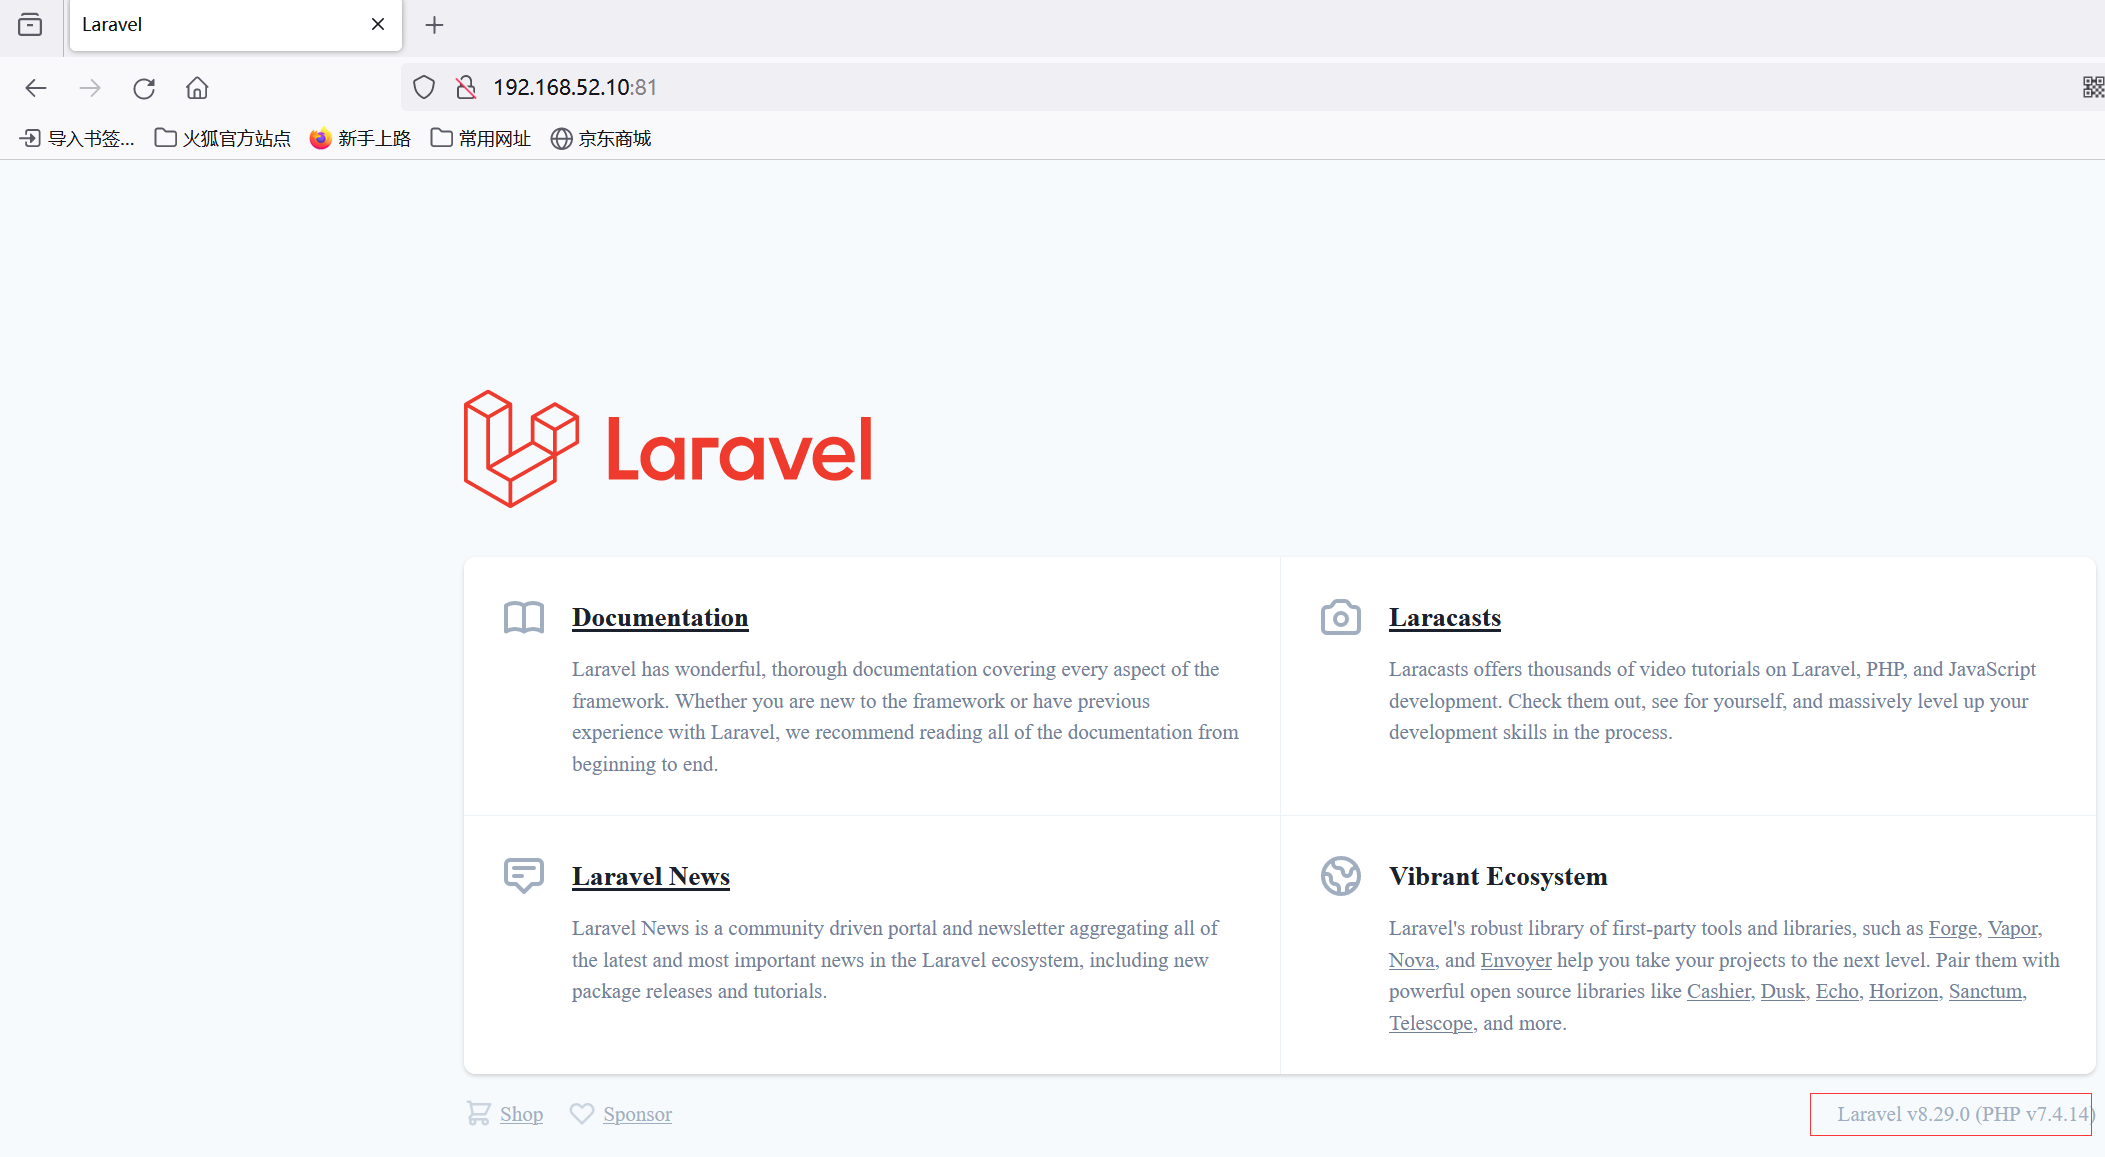 Laravel
192.168.52.10:81
导入书签... 火狐官方站点 新手上路 常用网址 京东商城
Laravel
Documentation
Laravel has wonderful, thorough documentation covering every aspect of the
framework. Whether you are new to the framework or have previous
experience with Laravel, we recommend reading all of the documentation from
beginning to end.
Laracasts
Laracasts offers thousands of video tutorials on Laravel, PHP, and JavaScript
development. Check them out, see for yourself, and massively level up your
development skills in the process.
Laravel News
Laravel News is a community driven portal and newsletter aggregating all of
the latest and most important news in the Laravel ecosystem, including new
package releases and tutorials.
Vibrant Ecosystem
Laravel's robust library of first-party tools and libraries, such as Forge, Vapor,
Nova, and Envoyer help you take your projects to the next level. Pair them with
powerful open source libraries like Cashier, Dusk, Echo, Horizon, Sanctum,
Telescope, and more.
Shop Sponsor
Laravel v8.29.0 (PHP v7.4.14)